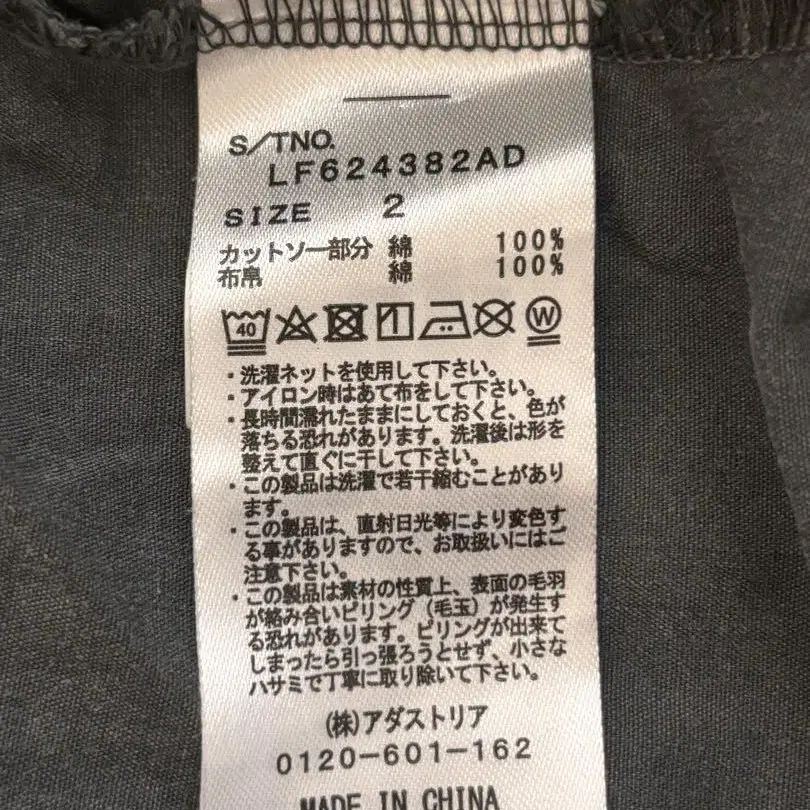 S/TNO.
LF624382AD
SIZE 2
カットソー部分 綿 100%
布帛 綿 100%
40 W
・洗濯ネットを使用して下さい。
・アイロン時はあて布をして下さい。
・長時間濡れたままにしておくと、色が
落ちる恐れがあります。洗濯後は形を
整えて直ぐに干して下さい。
・この製品は洗濯で若干縮むことがあり
ます。
・この製品は、直射日光等により変色す
る事がありますので、お取扱いにはご
注意下さい。
・この製品は素材の性質上、表面の毛羽
が絡み合いピリング（毛玉）が発生す
る恐れがあります。ピリングが出来て
しまったら引っ張ろうとせず、小さな
ハサミで丁寧に取り除いて下さい。
(株)アダストリア
0120-601-162
MADE IN CHINA